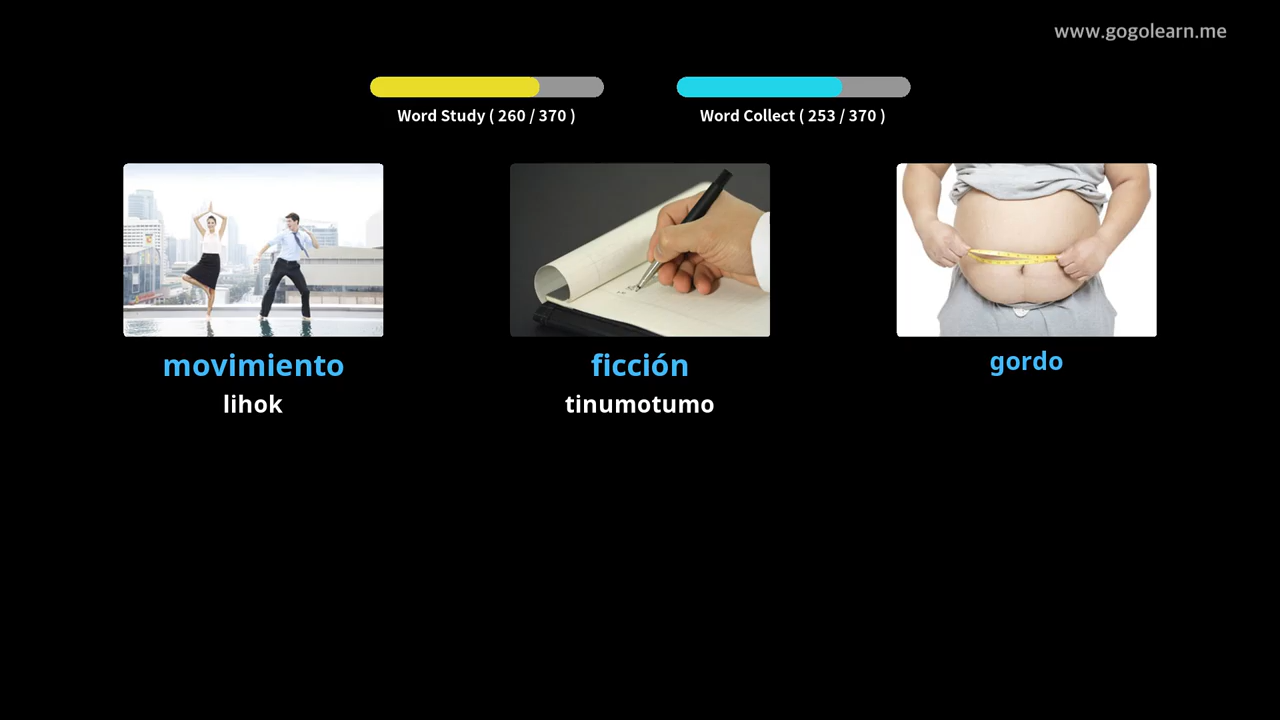 www.gogolearn.me
Word Study ( 260 / 370 )
Word Collect ( 253 / 370 )
movimiento
ficción
gordo
lihok
tinumotumo